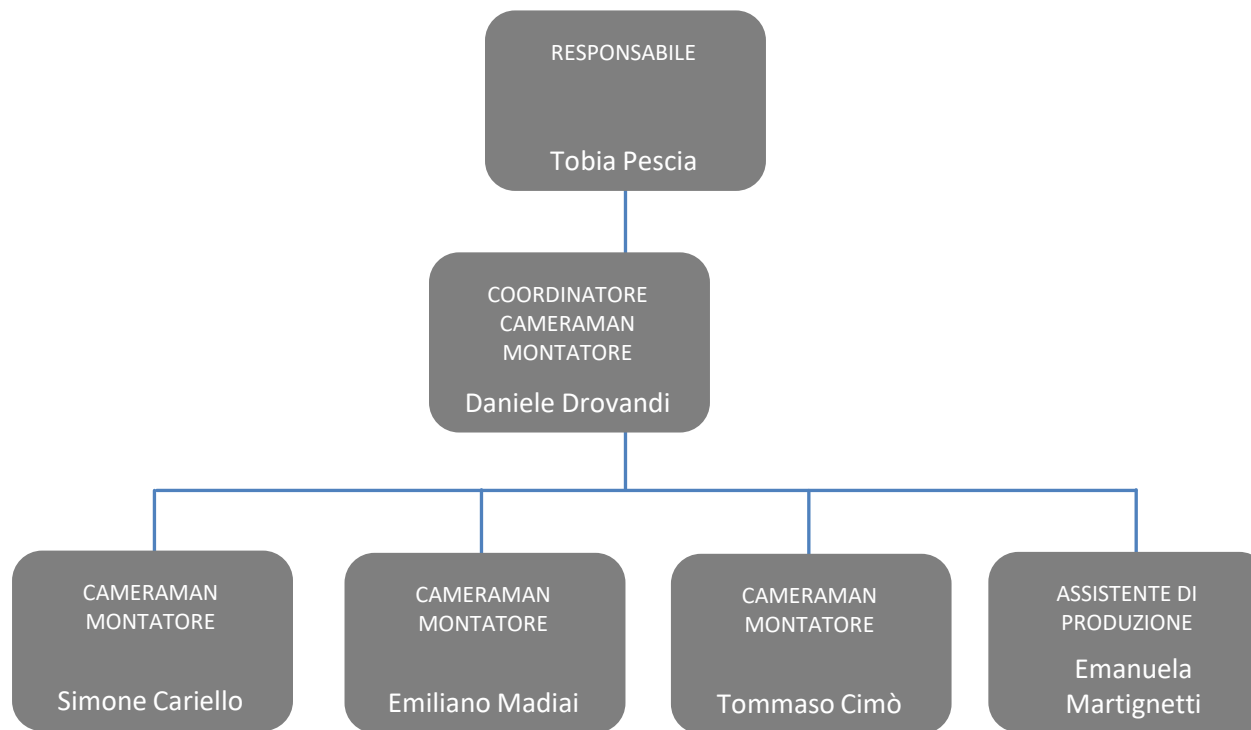 RESPONSABILE
Tobia Pescia
COORDINATORE
CAMERAMAN
MONTATORE
Daniele Drovandi
CAMERAMAN
MONTATORE
Simone Cariello
CAMERAMAN
MONTATORE
Emiliano Madiai
CAMERAMAN
MONTATORE
Tommaso Cimò
ASSISTENTE DI
PRODUZIONE
Emanuela
Martignetti